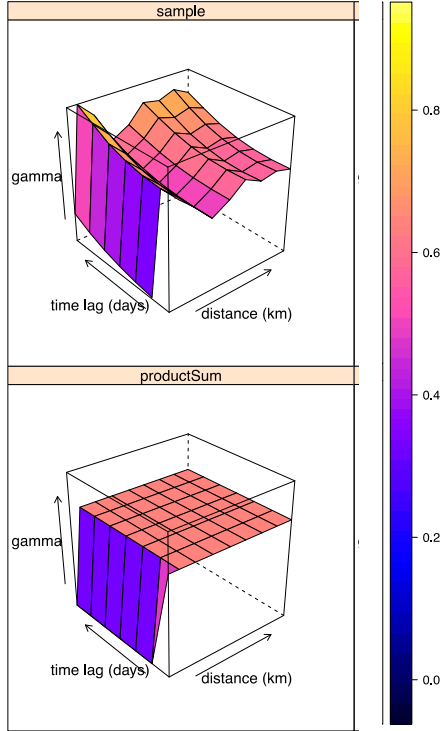 sample
gamma
time lag (days)
distance (km)
productSum
gamma
time lag (days)
distance (km)
0.8
0.6
0.4
0.2
0.0